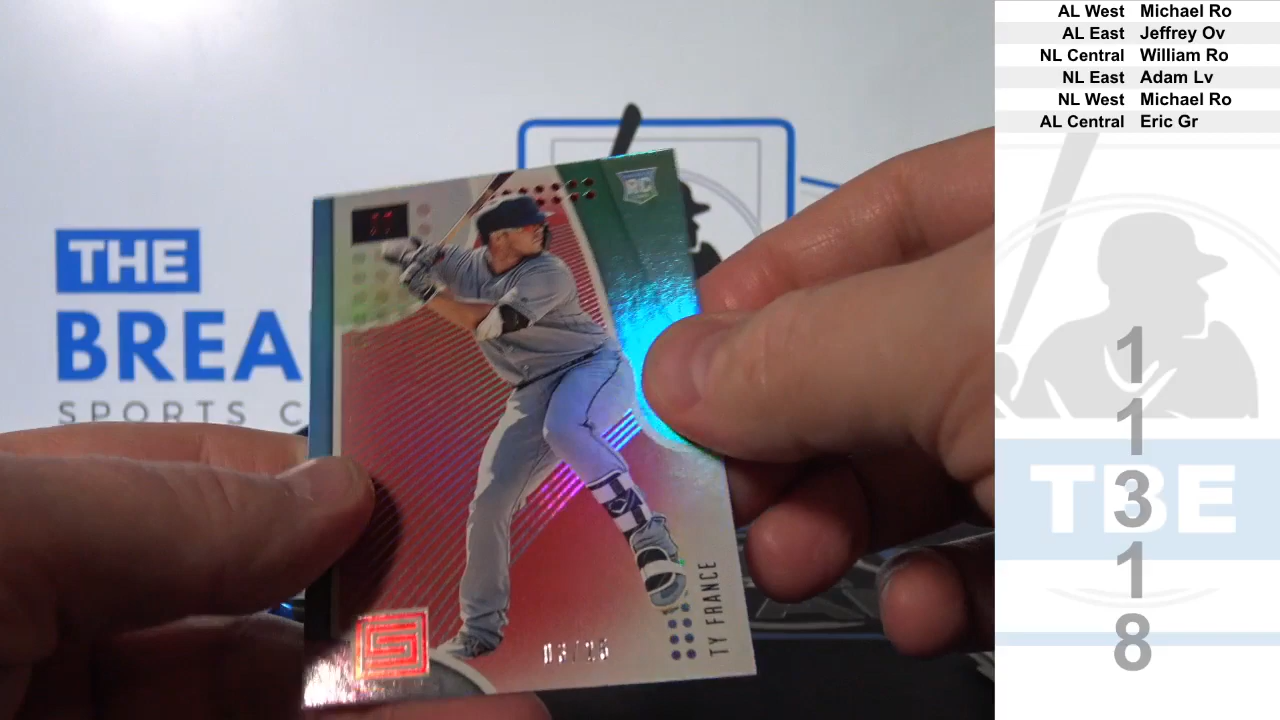 THE
BREA
SPORTS C
RC
TY FRANCE
AL West Michael Ro
AL East Jeffrey Ov
NL Central William Ro
NL East Adam Lv
NL West Michael Ro
AL Central Eric Gr
TBE
1
1
3
1
8